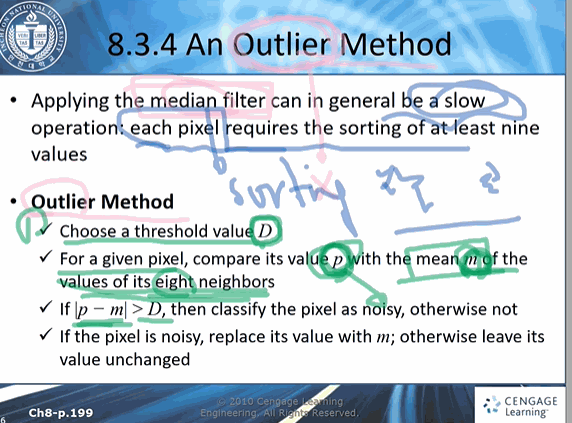 8.3.4 An Outlier Method
• Applying the median filter can in general be a slow
operation: each pixel requires the sorting of at least nine
values
sorting
• Outlier Method
✓ Choose a threshold value D
✓ For a given pixel, compare its value p with the mean m of the
values of its eight neighbors
✓ If |p − m| > D, then classify the pixel as noisy, otherwise not
✓ If the pixel is noisy, replace its value with m; otherwise leave its
value unchanged
Ch8-p.199
© 2010 Cengage Learning
Engineering. All Rights Reserved.
CENGAGE
Learning™
6